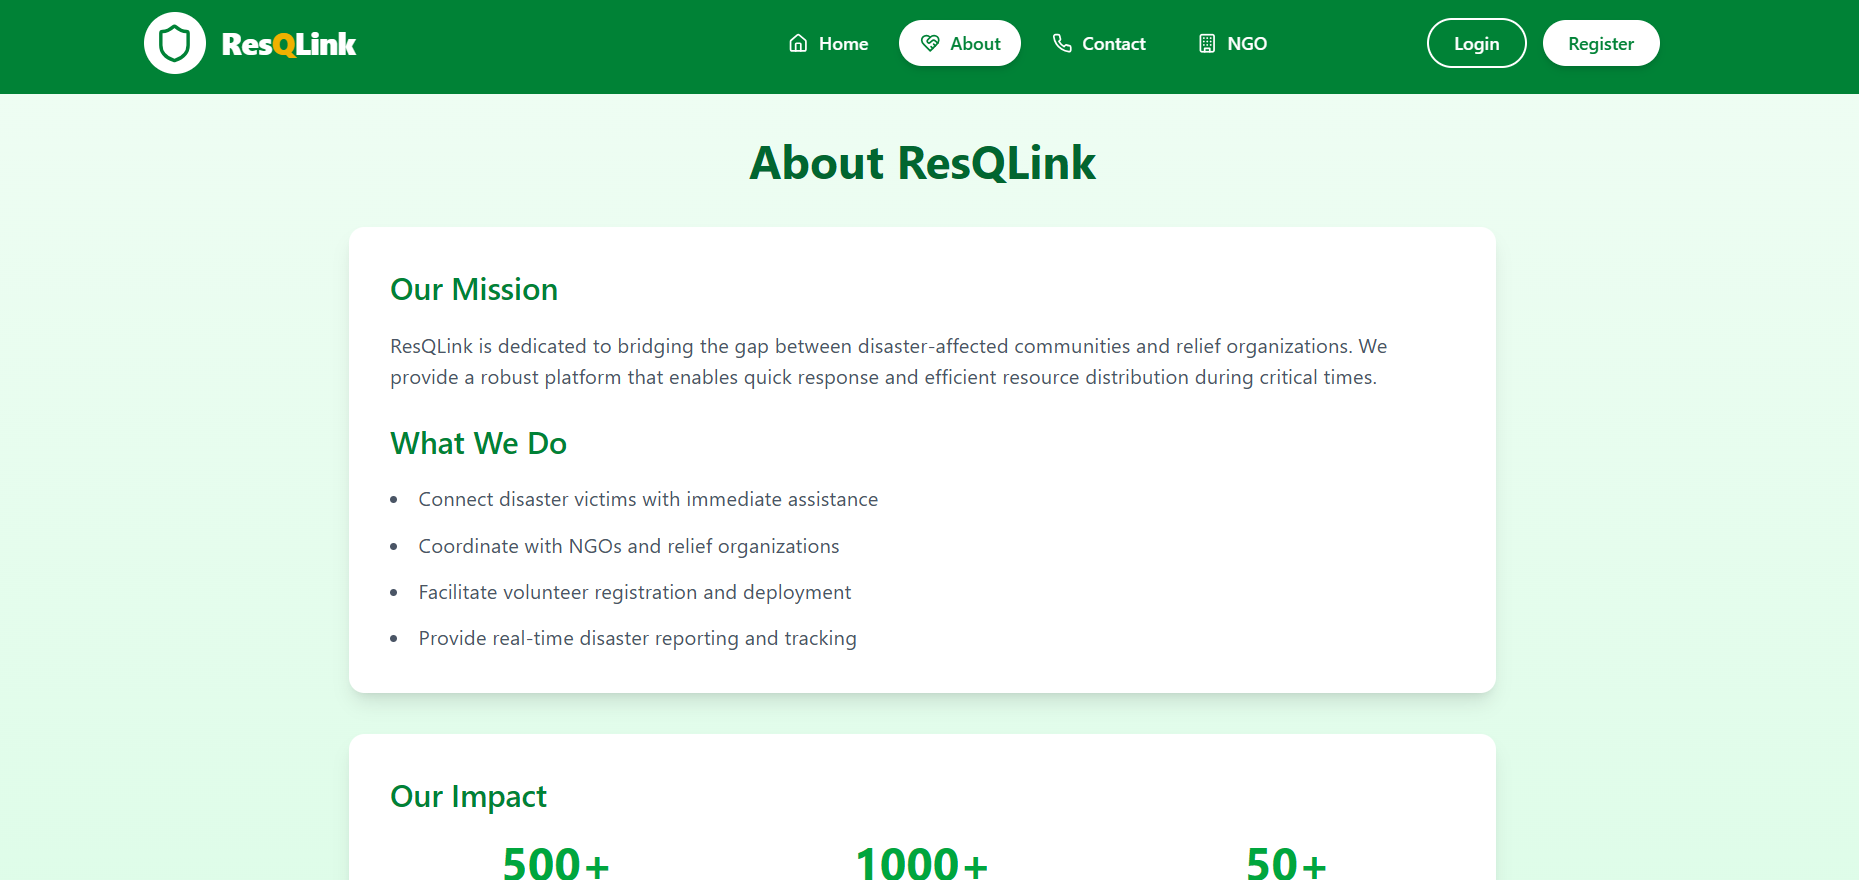 ResQLink
Home
About
Contact
NGO
Login
Register
About ResQLink
Our Mission
ResQLink is dedicated to bridging the gap between disaster-affected communities and relief organizations. We
provide a robust platform that enables quick response and efficient resource distribution during critical times.
What We Do
• Connect disaster victims with immediate assistance
• Coordinate with NGOs and relief organizations
• Facilitate volunteer registration and deployment
• Provide real-time disaster reporting and tracking
Our Impact
500+
1000+
50+